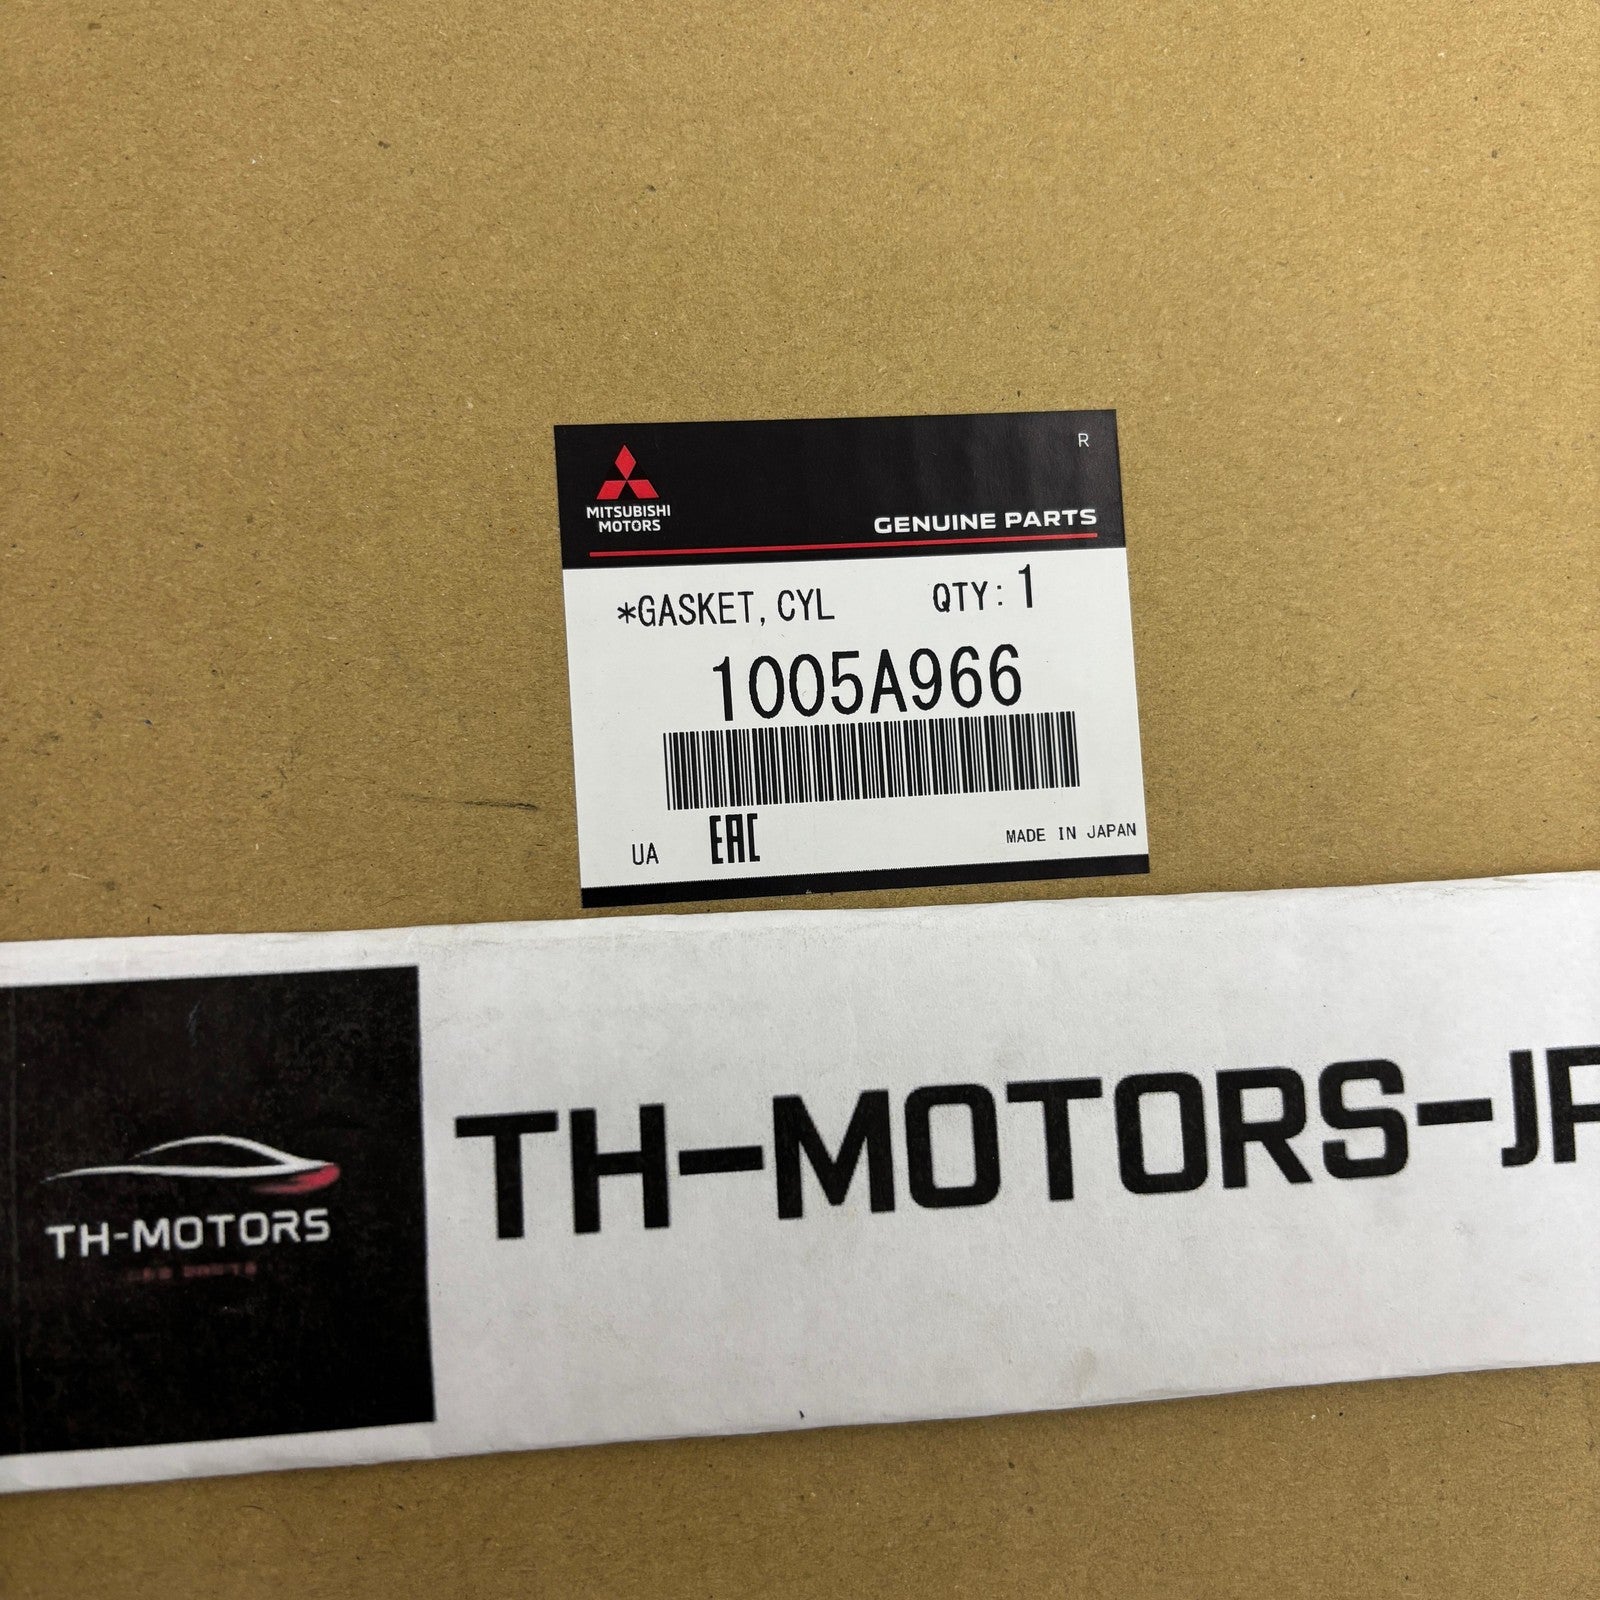 R
MITSUBISHI
MOTORS
GENUINE PARTS
*GASKET, CYL QTY: 1
1005A966
UA EAC MADE IN JAPAN
TH-MOTORS-JP
TH-MOTORS